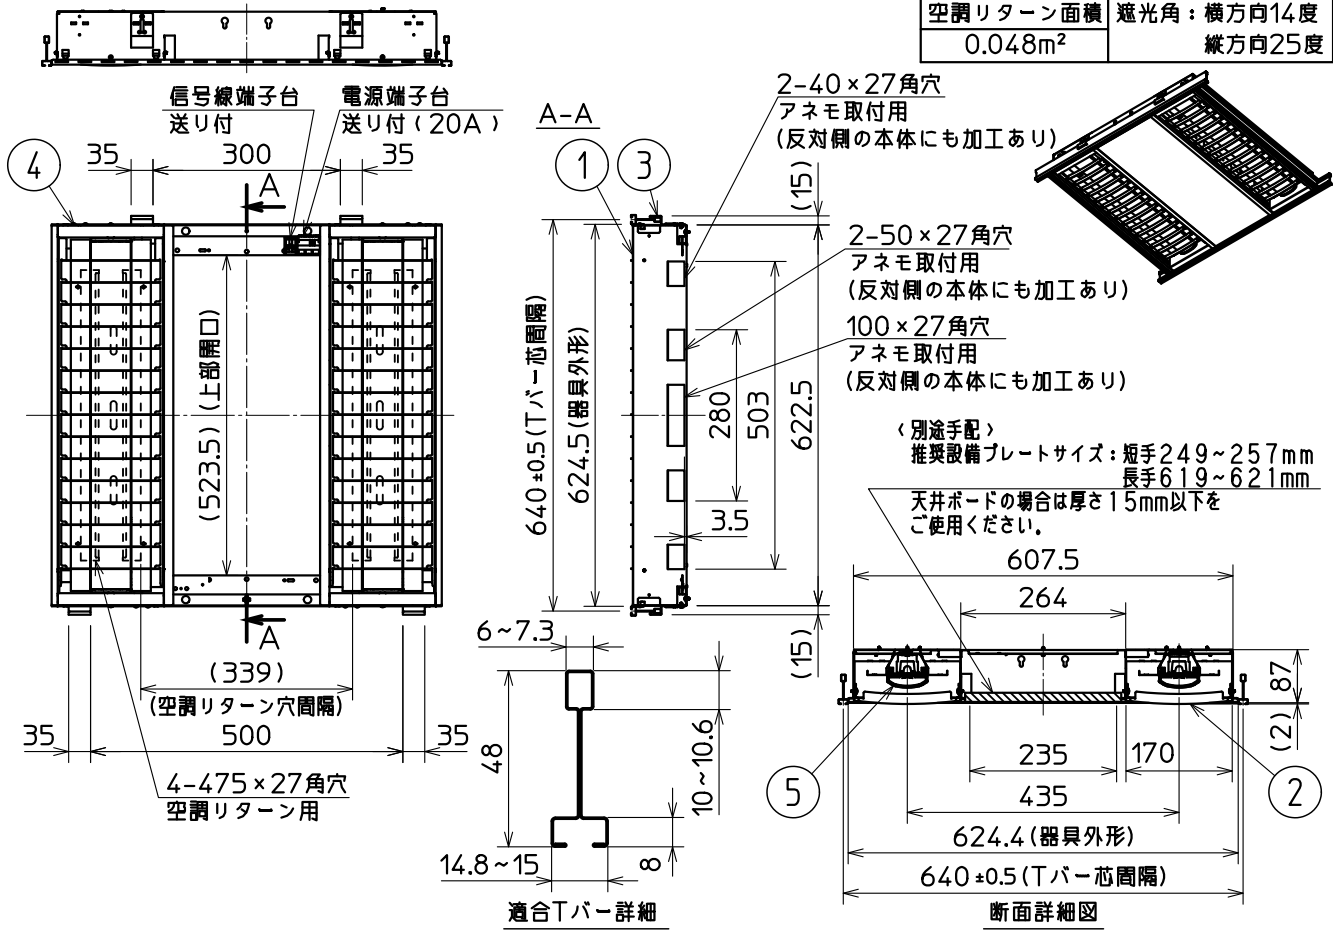 空調リターン面積
0.048m²
遮光角：横方向14度
縦方向25度
信号線端子台
送り付
電源端子台
送り付（20A）
A-A
2-40×27角穴
アネモ取付用
(反対側の本体にも加工あり)
4
35
300
35
1
3
(15)
A
2-50×27角穴
アネモ取付用
(反対側の本体にも加工あり)
100×27角穴
アネモ取付用
(反対側の本体にも加工あり)
(523.5)(上部開口)
640±0.5(Tバー芯間隔)
624.5(器具外形)
280
503
622.5
3.5
(15)
〈別途手配〉
推奨設備プレートサイズ：短手249~257mm
長手619~621mm
天井ボードの場合は厚さ15mm以下を
ご使用ください。
607.5
264
A
(339)
(空調リターン穴間隔)
35
500
35
4-475×27角穴
空調リターン用
6~7.3
48
10~10.6
14.8~15
8
適合Tバー詳細
87
(2)
235
170
5
2
435
624.4(器具外形)
640±0.5(Tバー芯間隔)
断面詳細図